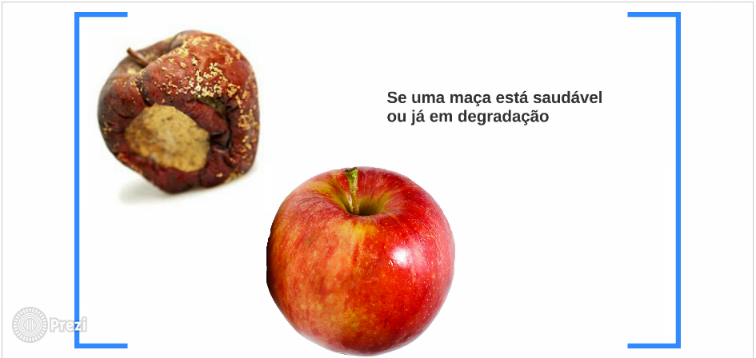 Se uma maça está saudável
ou já em degradação
Prezi